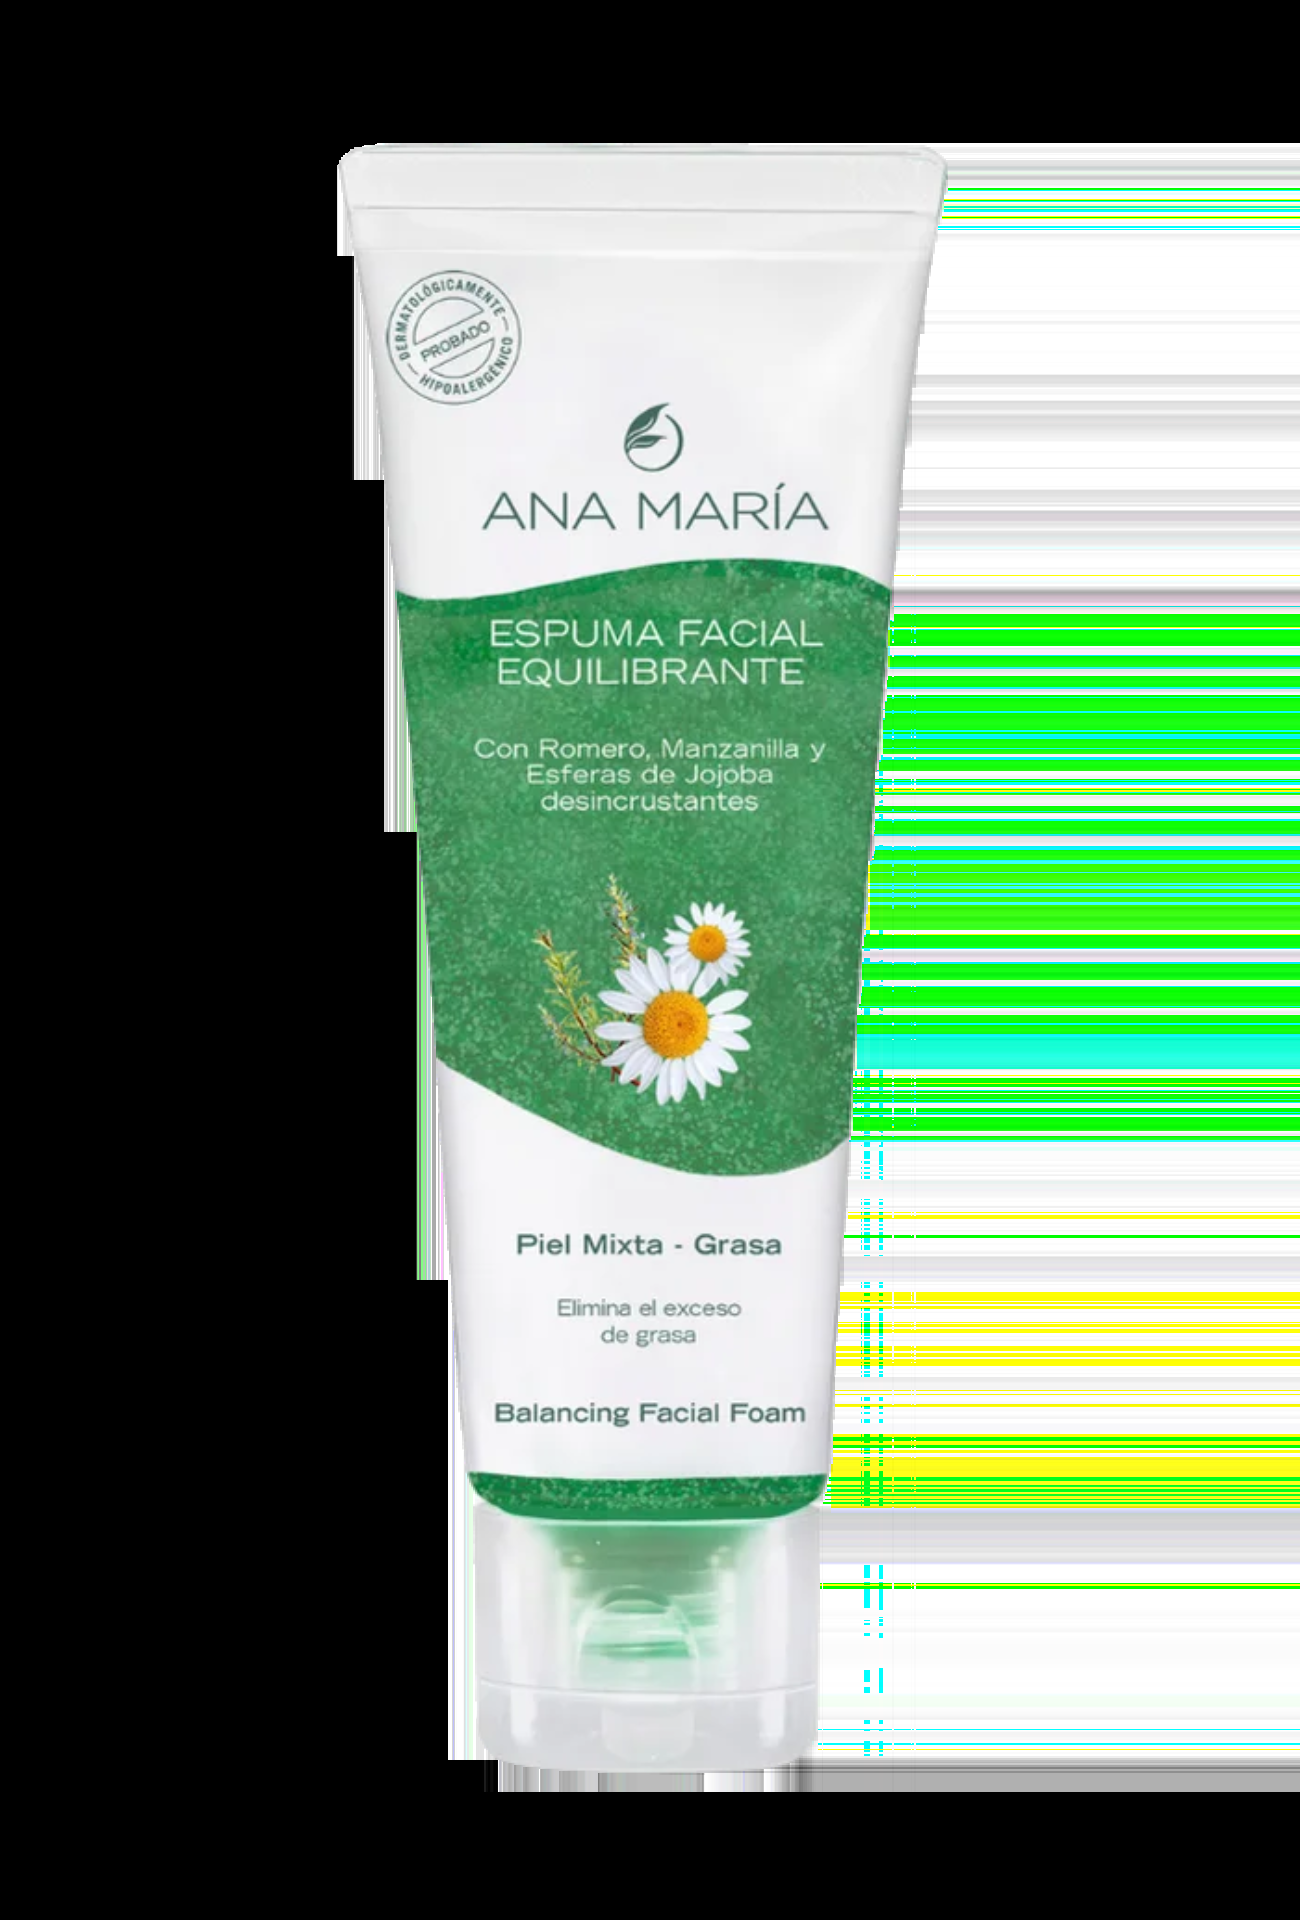 DERMATOLÓGICAMENTE
PROBADO
HIPOALERGÉNICO
ANA MARÍA
ESPUMA FACIAL
EQUILIBRANTE
Con Romero, Manzanilla y
Esferas de Jojoba
desincrustantes
Piel Mixta - Grasa
Elimina el exceso
de grasa
Balancing Facial Foam